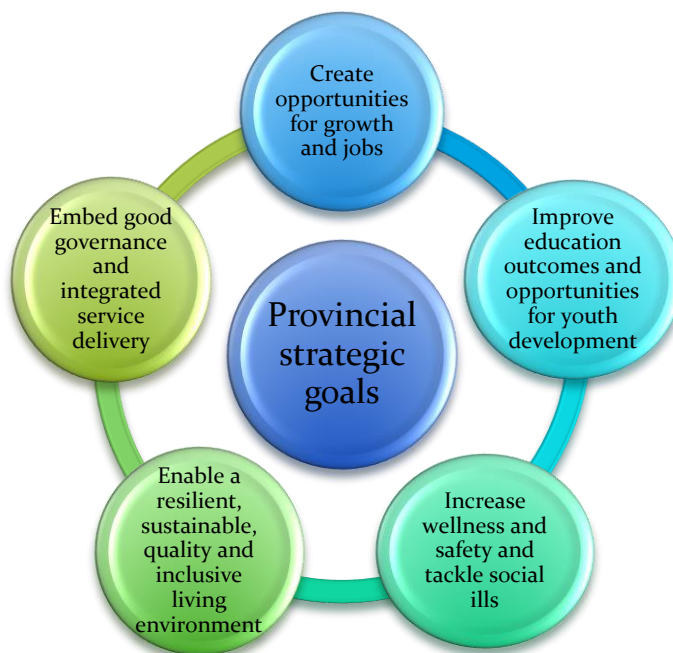 Create
opportunities
for growth
and jobs
Improve
education
outcomes and
opportunities
for youth
development
Increase
wellness and
safety and
tackle social
ills
Enable a
resilient,
sustainable,
quality and
inclusive
living
environment
Embed good
governance
and
integrated
service
delivery
Provincial
strategic
goals